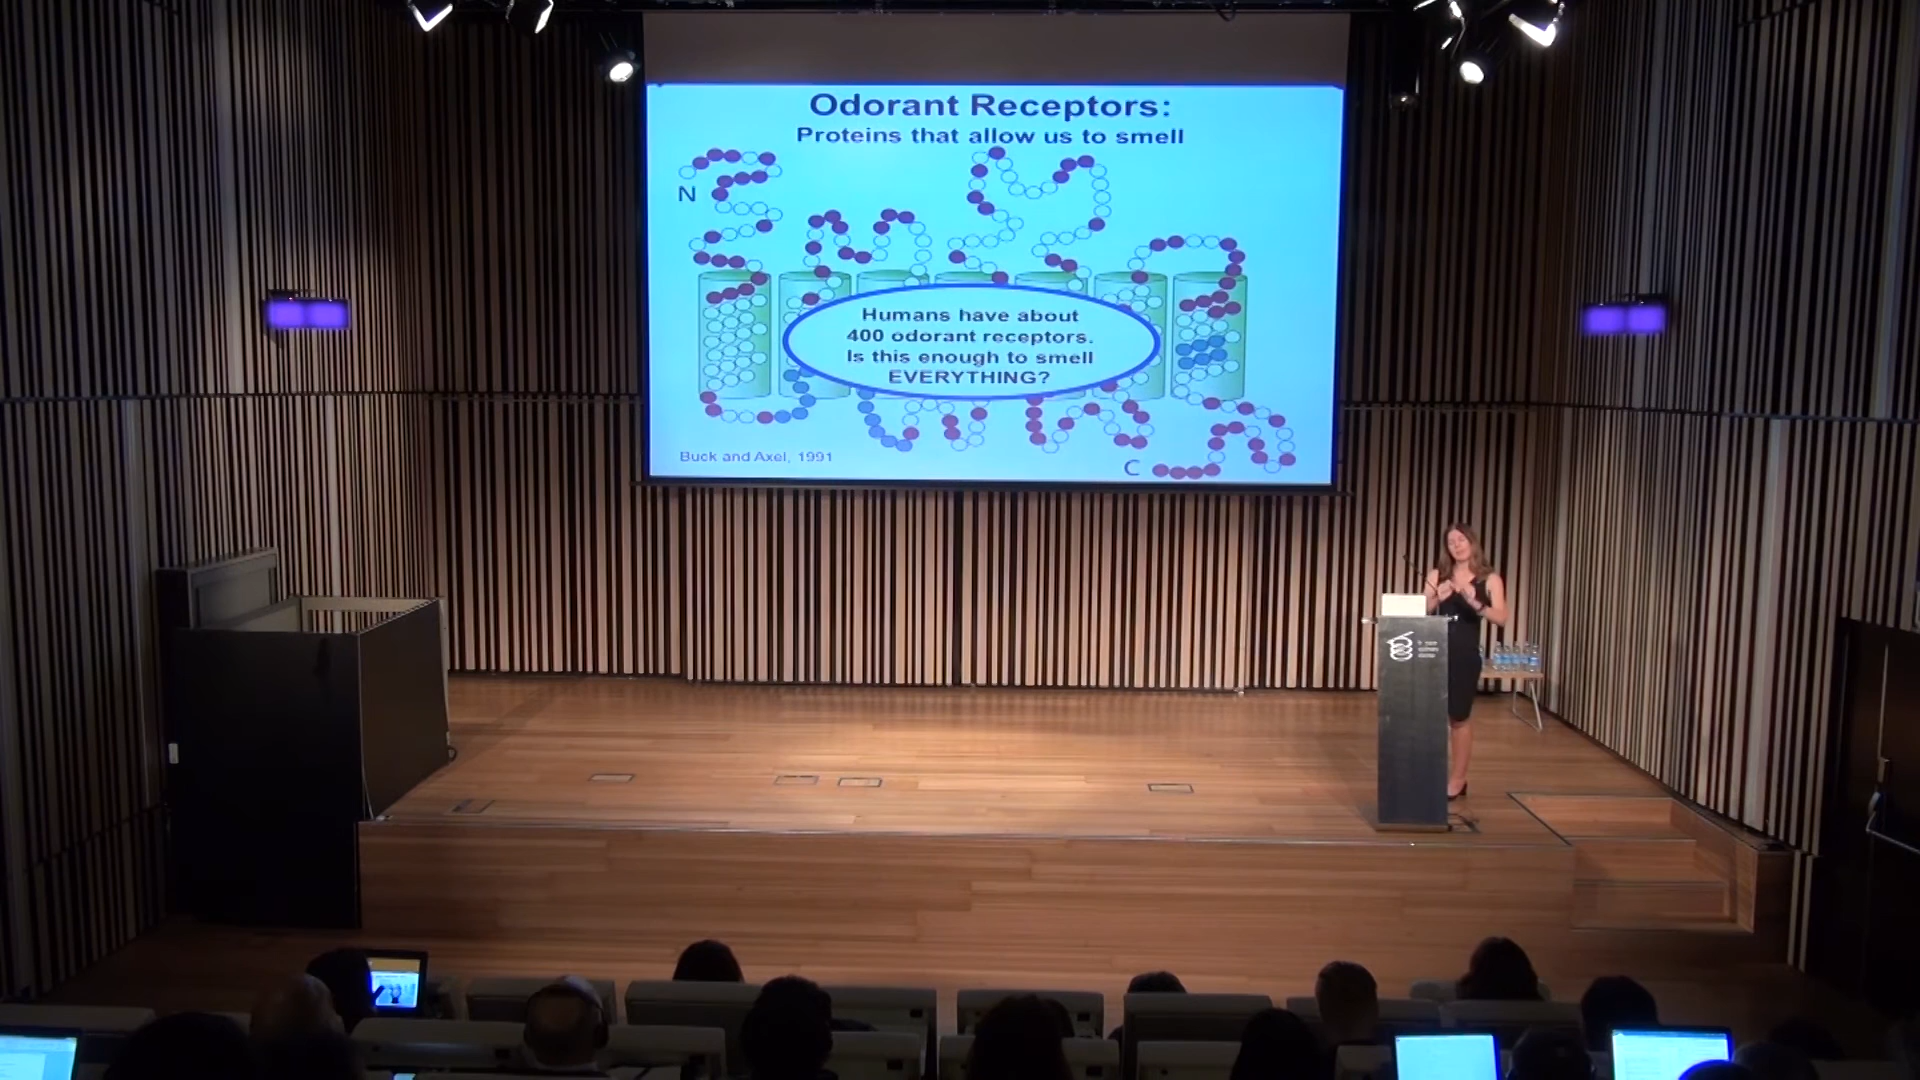 Odorant Receptors:
Proteins that allow us to smell
N
Humans have about
400 odorant receptors.
Is this enough to smell
EVERYTHING?
Buck and Axel, 1991
C